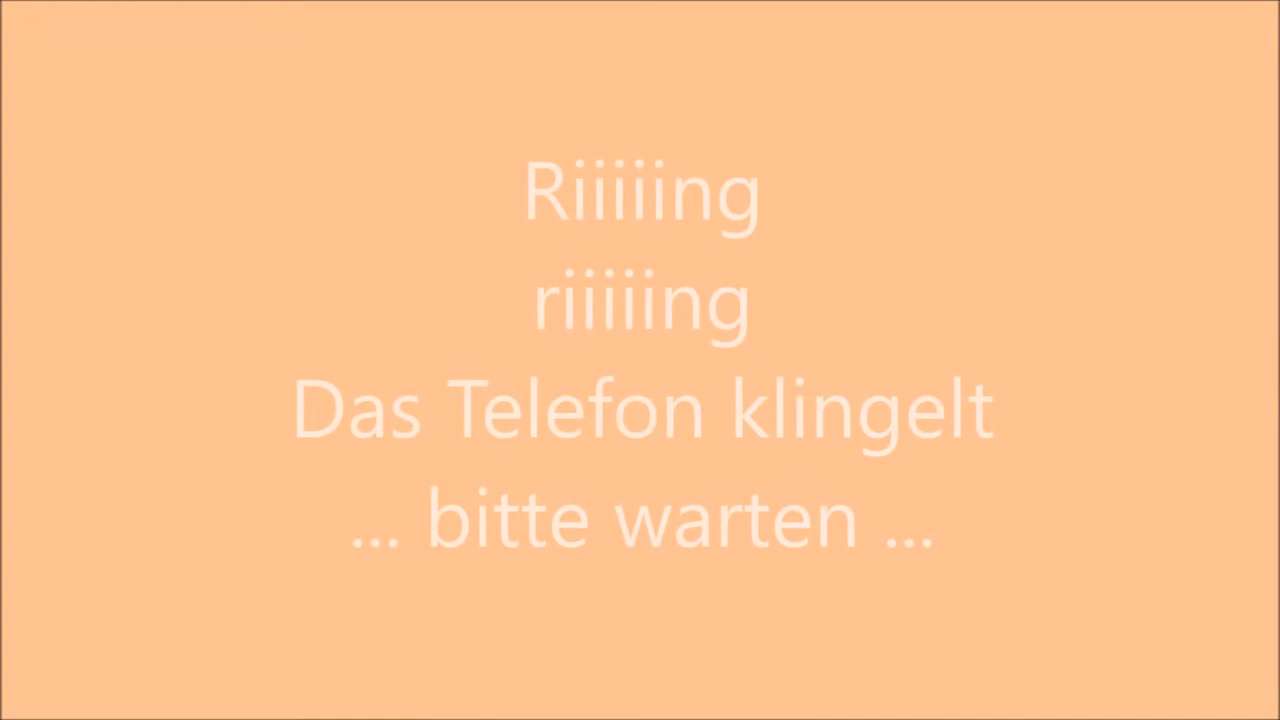 Riiiiing
riiiiing
Das Telefon klingelt
... bitte warten ...